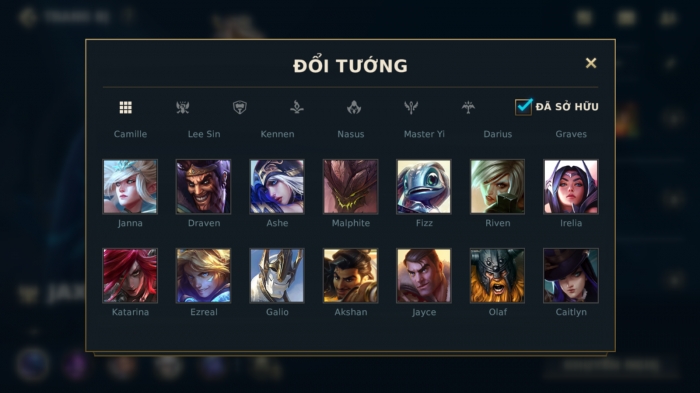 ĐỔI TƯỚNG
ĐÃ SỞ HỮU
Camille Lee Sin Kennen Nasus Master Yi Darius Graves
Janna Draven Ashe Malphite Fizz Riven Irelia
Katarina Ezreal Galio Akshan Jayce Olaf Caitlyn